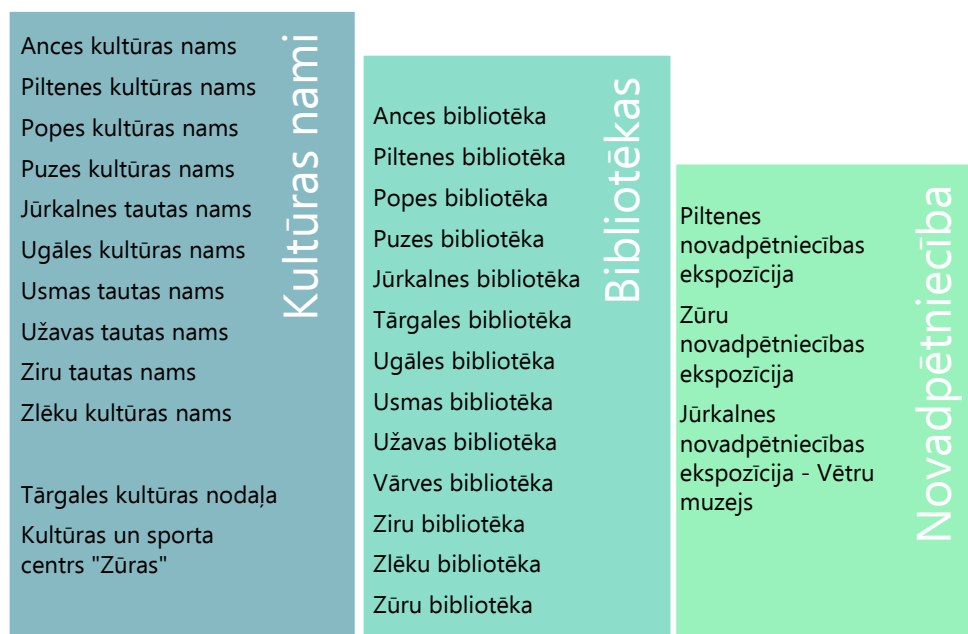 Kultūras nami
Ances kultūras nams
Piltenes kultūras nams
Popes kultūras nams
Puzes kultūras nams
Jūrkalnes tautas nams
Ugāles kultūras nams
Usmas tautas nams
Užavas tautas nams
Ziru tautas nams
Zlēku kultūras nams
Tārgales kultūras nodaļa
Kultūras un sporta
centrs "Zūras"
Bibliotēkas
Ances bibliotēka
Piltenes bibliotēka
Popes bibliotēka
Puzes bibliotēka
Jūrkalnes bibliotēka
Tārgales bibliotēka
Ugāles bibliotēka
Usmas bibliotēka
Užavas bibliotēka
Vārves bibliotēka
Ziru bibliotēka
Zlēku bibliotēka
Zūru bibliotēka
Novadpētniecība
Piltenes
novadpētniecības
ekspozīcija
Zūru
novadpētniecības
ekspozīcija
Jūrkalnes
novadpētniecības
ekspozīcija - Vētru
muzejs